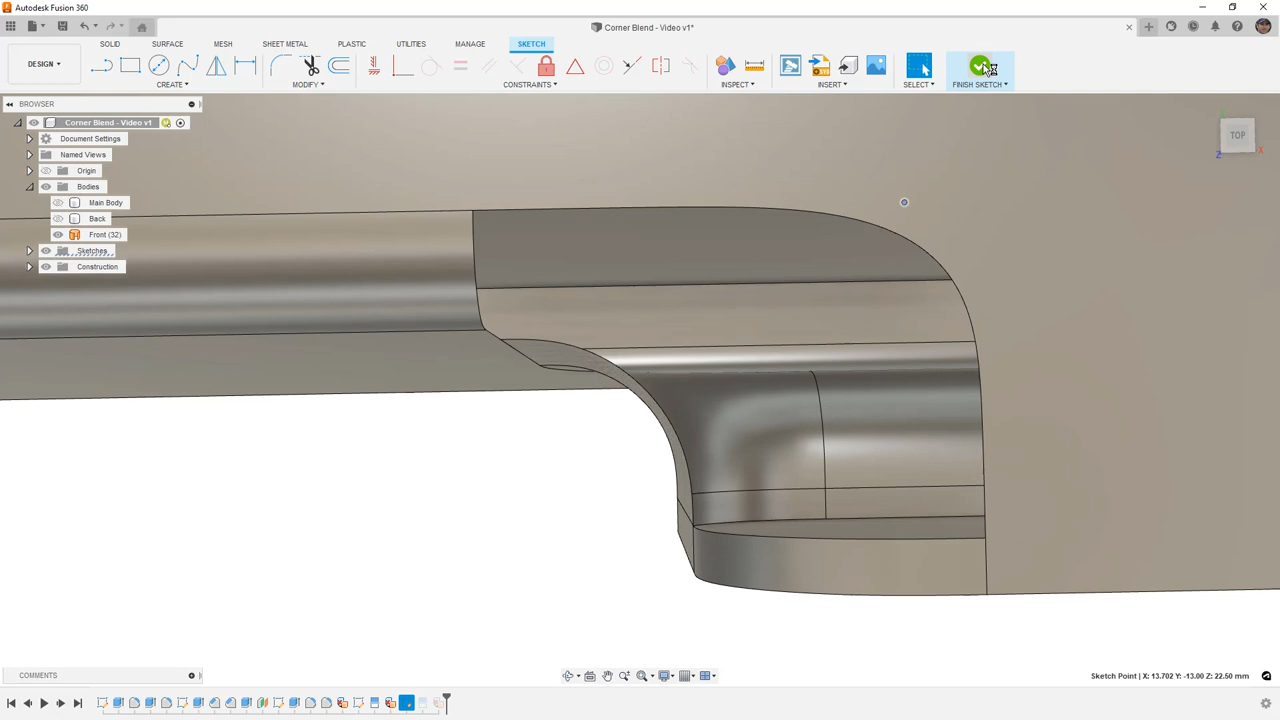 Autodesk Fusion 360
Corner Blend - Video v1*
SOLID SURFACE MESH SHEET METAL PLASTIC UTILITIES MANAGE SKETCH
DESIGN ▾
CREATE ▾ MODIFY ▾ CONSTRAINTS ▾ INSPECT ▾ INSERT ▾ SELECT ▾ FINISH SKETCH ▾
BROWSER
Corner Blend - Video v1
Document Settings
Named Views
Origin
Bodies
Main Body
Back
Front (32)
Sketches
Construction
TOP
Z
X
COMMENTS
Sketch Point | X: 13.702 Y: -13.00 Z: 22.50 mm